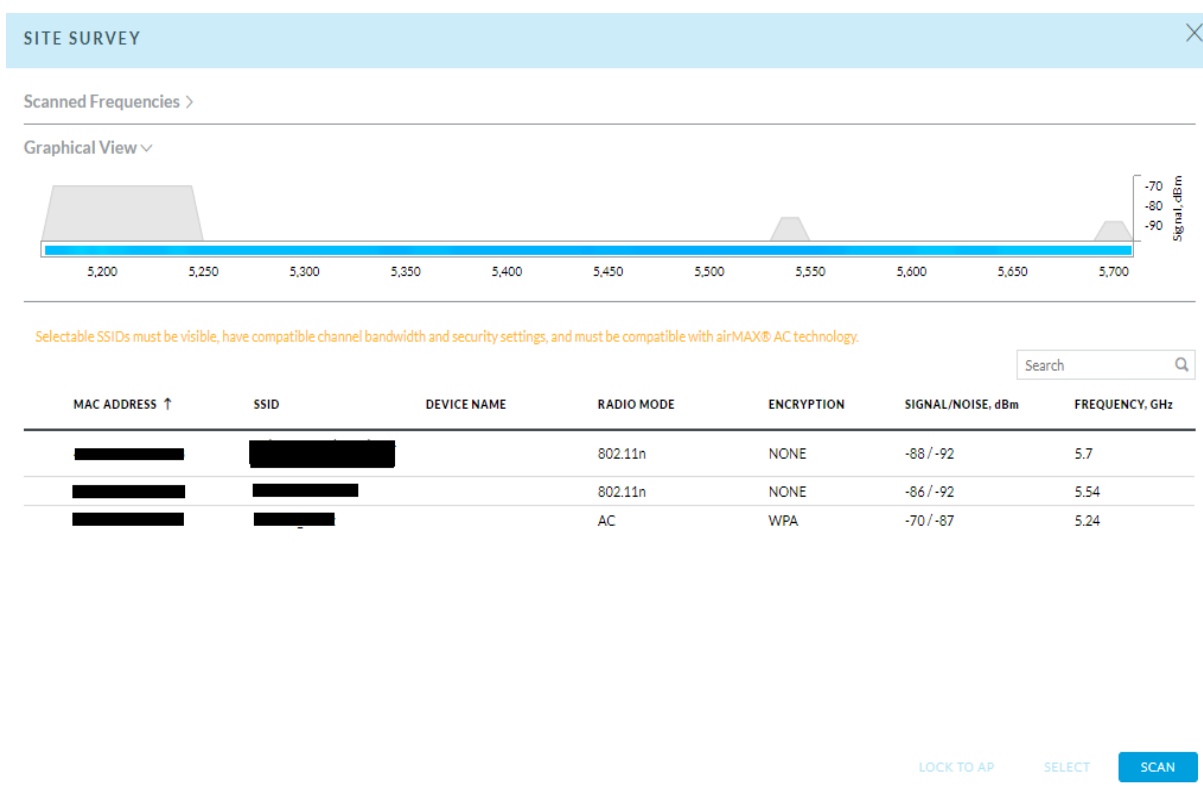 SITE SURVEY
Scanned Frequencies
Graphical View
-70
-80
-90
Signal, dBm
5,200 5,250 5,300 5,350 5,400 5,450 5,500 5,550 5,600 5,650 5,700
Selectable SSIDs must be visible, have compatible channel bandwidth and security settings, and must be compatible with airMAX® AC technology.
Search
MAC ADDRESS ↑ SSID DEVICE NAME RADIO MODE ENCRYPTION SIGNAL/NOISE, dBm FREQUENCY, GHz
802.11n NONE -88 / -92 5.7
802.11n NONE -86 / -92 5.54
AC WPA -70 / -87 5.24
LOCK TO AP SELECT SCAN